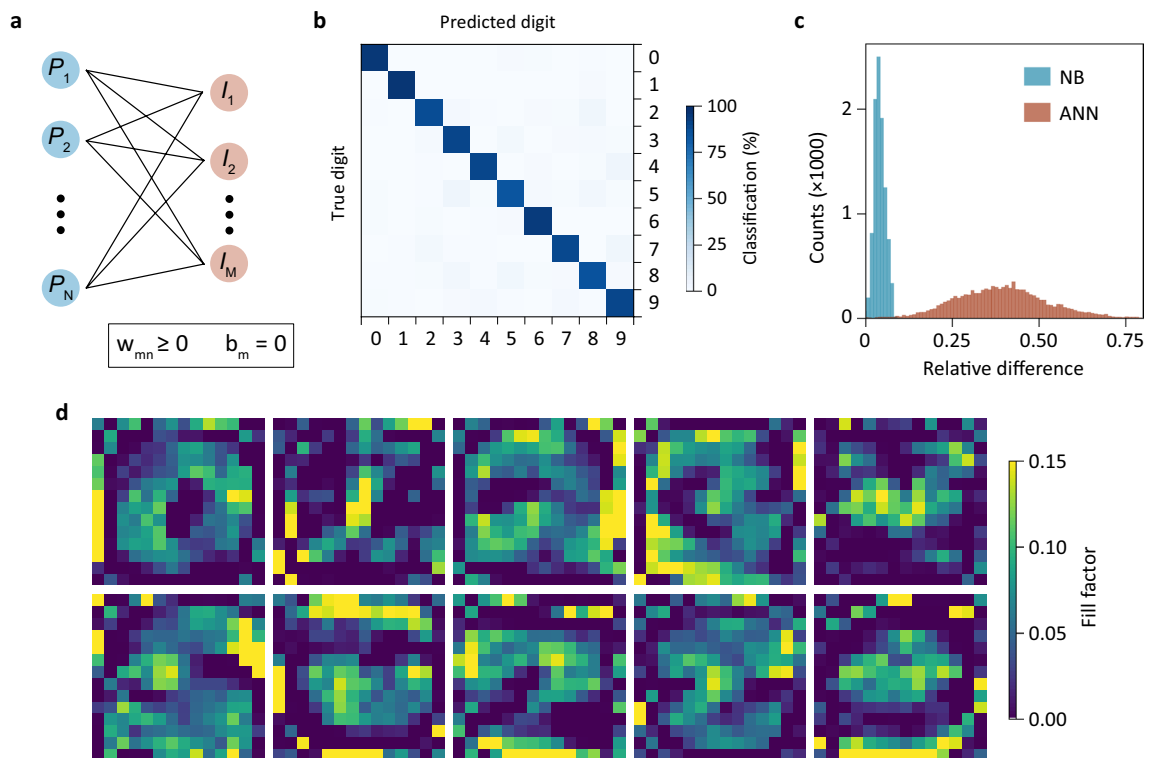 a
P1
P2
PN
I1
I2
IM
wmn ≥ 0 bm = 0
b
Predicted digit
True digit
0
1
2
3
4
5
6
7
8
9
0 1 2 3 4 5 6 7 8 9
100
75
50
25
0
Classification (%)
c
NB
ANN
Counts (×1000)
2
1
0
0 0.25 0.50 0.75
Relative difference
d
0.15
0.10
0.05
0.00
Fill factor